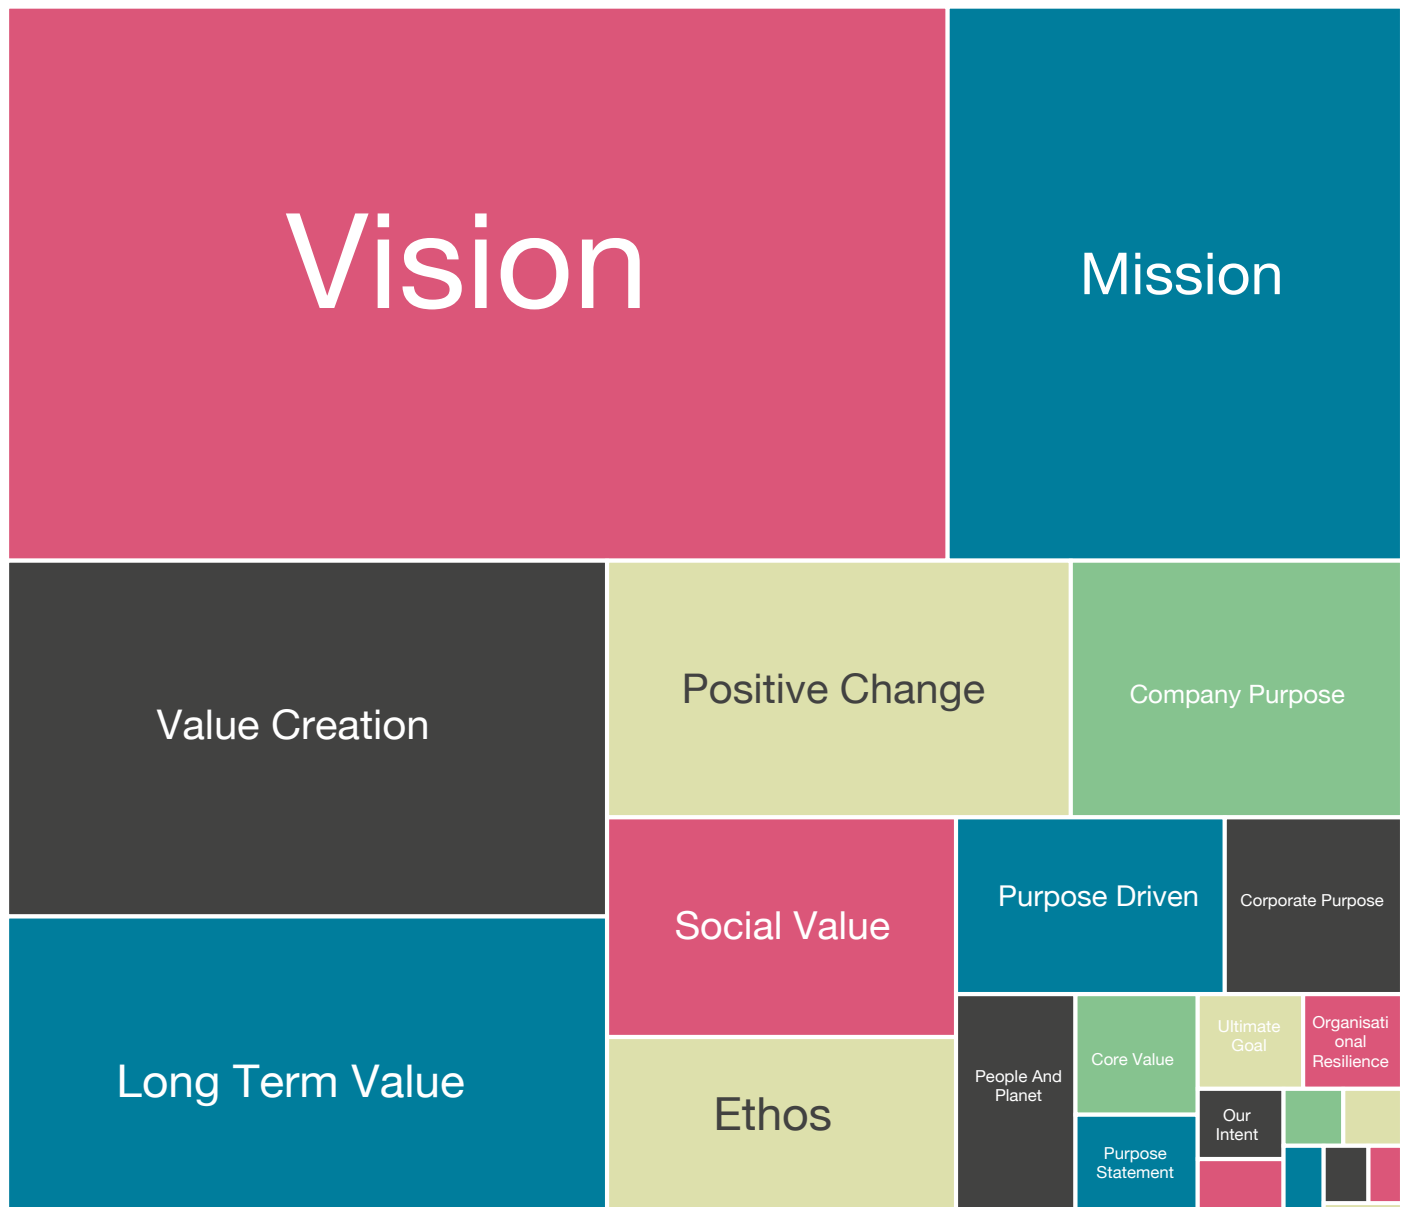 Vision
Mission
Value Creation
Positive Change
Company Purpose
Long Term Value
Social Value
Purpose Driven
Corporate Purpose
Ethos
People And
Planet
Core Value
Ultimate
Goal
Organisati
onal
Resilience
Purpose
Statement
Our
Intent